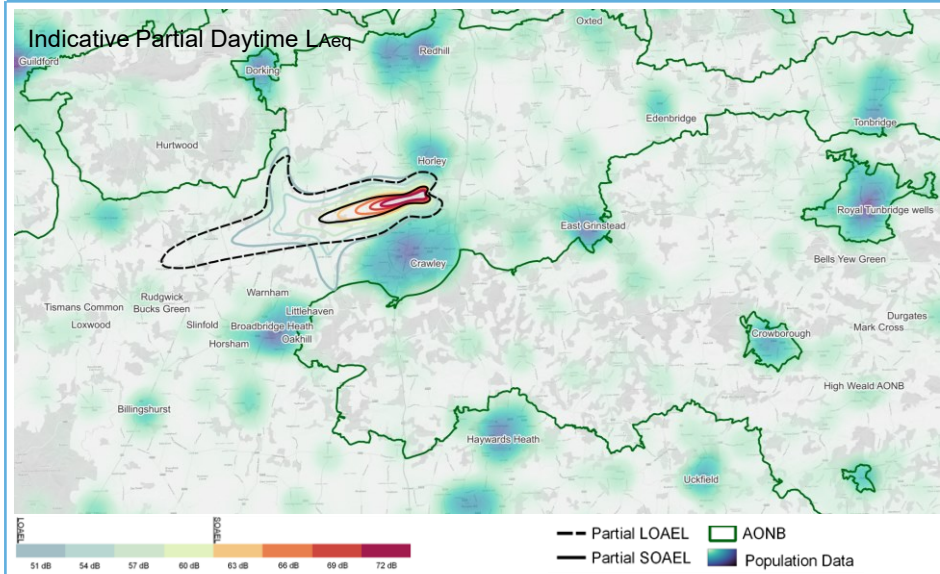 Indicative Partial Daytime LAeq
Oxted
Redhill
Guildford
Dorking
Edenbridge
Tonbridge
Hurtwood
Horley
Royal Tunbridge wells
East Grinstead
Bells Yew Green
Crawley
Warnham
Rudgwick
Tismans Common
Bucks Green
Littlehaven
Durgates
Loxwood
Slinfold
Broadbridge Heath
Mark Cross
Crowborough
Horsham
Oakhill
High Weald AONB
Billingshurst
Haywards Heath
Uckfield
LOAEL
SOAEL
51 dB 54 dB 57 dB 60 dB 63 dB 66 dB 69 dB 72 dB
Partial LOAEL
AONB
Partial SOAEL
Population Data